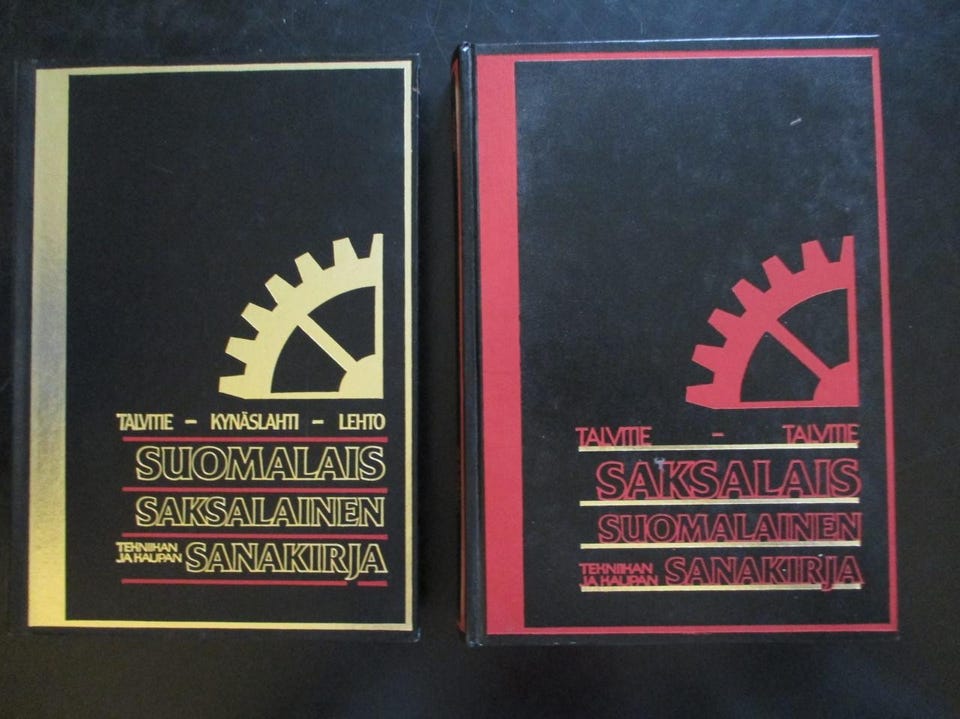 TALVITIE – KYNÄSLAHTI – LEHTO
SUOMALAIS
SAKSALAINEN
TEKNIIKAN
JA KAUPAN SANAKIRJA
TALVITIE – TALVITIE
SAKSALAIS
SUOMALAINEN
TEKNIIKAN
JA KAUPAN SANAKIRJA